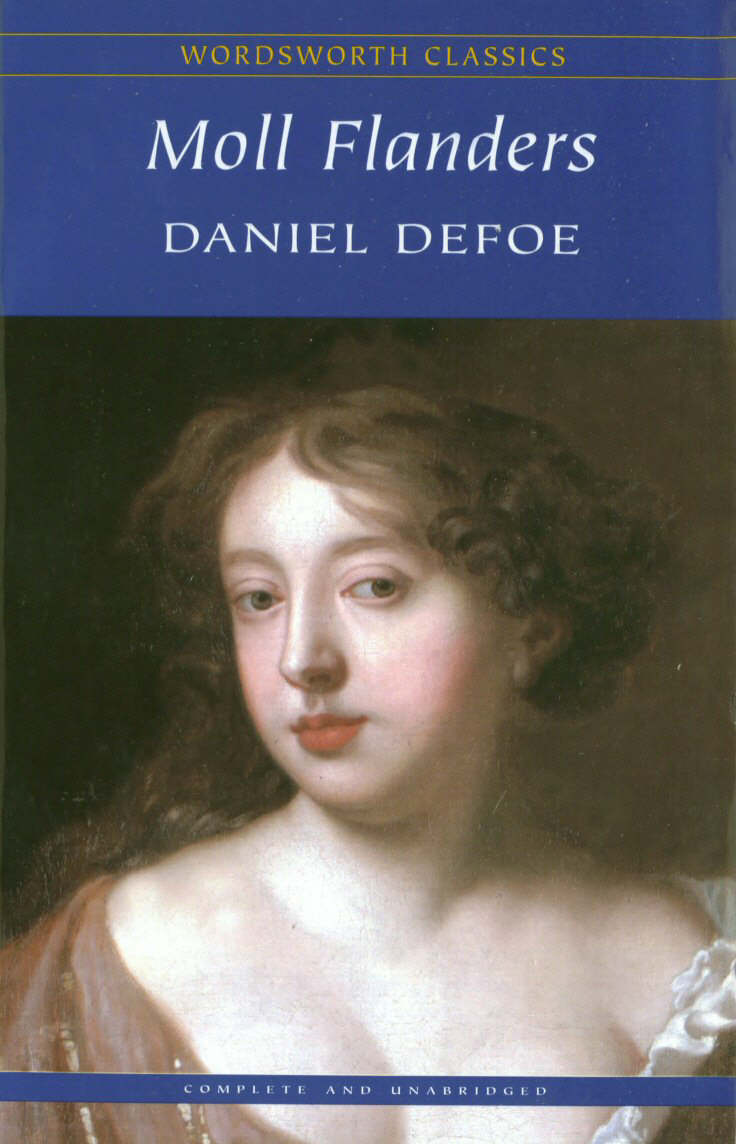 WORDSWORTH CLASSICS
Moll Flanders
DANIEL DEFOE
COMPLETE AND UNABRIDGED